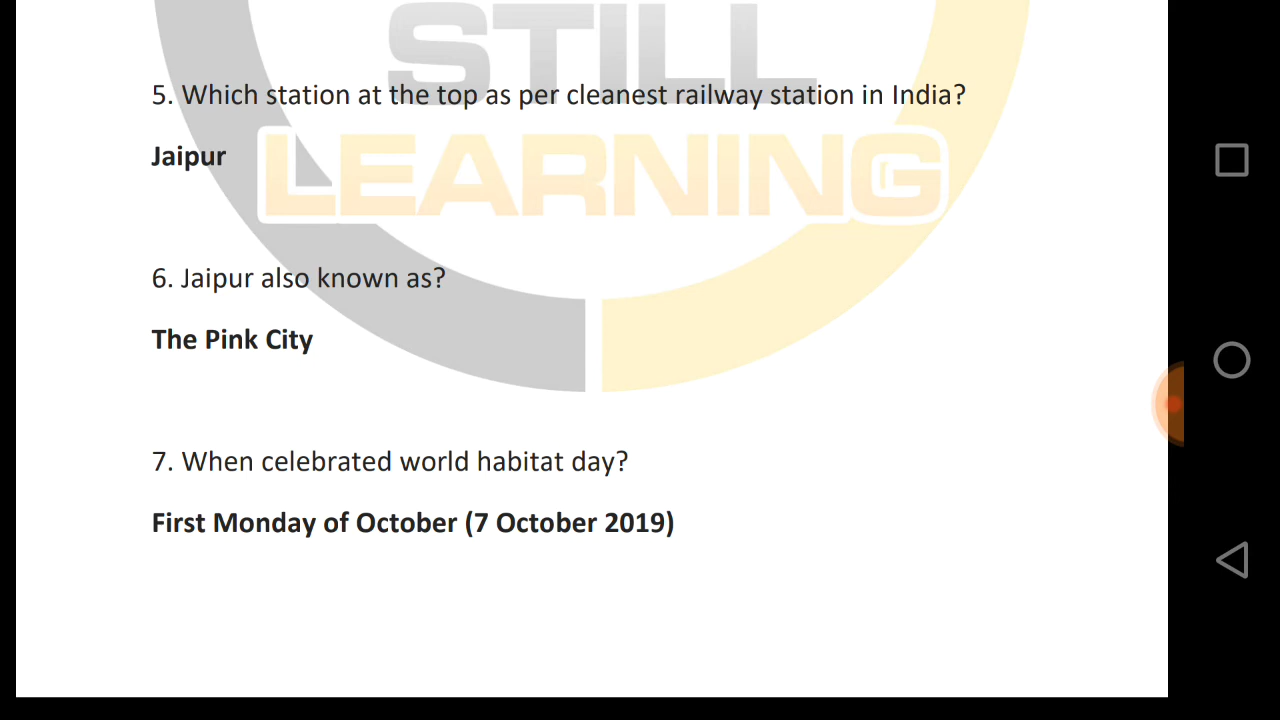 STILL
LEARNING
5. Which station at the top as per cleanest railway station in India?
Jaipur
6. Jaipur also known as?
The Pink City
7. When celebrated world habitat day?
First Monday of October (7 October 2019)